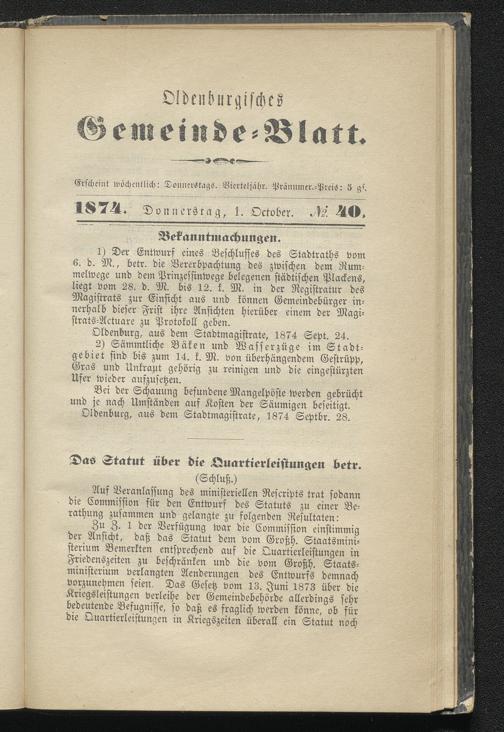 Oldenburgisches
Gemeinde-Blatt.
Erscheint wöchentlich: Donnerstags. Vierteljähr. Pränumer.-Preis: 5 gs.
1874. Donnerstag, 1. October. № 40.
Bekanntmachungen.
1) Der Entwurf eines Beschlusses des Stadtraths vom
6. d. M., betr. die Vererbpachtung des zwischen dem Rum-
melwege und dem Prinzessinwege belegenen städtischen Plackens,
liegt vom 28. d. M. bis 12. k. M. in der Registratur des
Magistrats zur Einsicht aus und können Gemeindebürger in-
nerhalb dieser Frist ihre Ansichten hierüber einem der Magi-
strats-Actuare zu Protokoll geben.
Oldenburg, aus dem Stadtmagistrate, 1874 Sept. 24.
2) Sämmtliche Bäken und Wasserzüge im Stadt-
gebiet sind bis zum 14. k. M. von überhängendem Gestrüpp,
Gras und Unkraut gehörig zu reinigen und die eingestürzten
Ufer wieder aufzusetzen.
Bei der Schauung befundene Mangelpöste werden gebrücht
und je nach Umständen auf Kosten der Säumigen beseitigt.
Oldenburg, aus dem Stadtmagistrate, 1874 Septbr. 28.
Das Statut über die Quartierleistungen betr.
(Schluß.)
Auf Veranlassung des ministeriellen Rescripts trat sodann
die Commission für den Entwurf des Statuts zu einer Be-
rathung zusammen und gelangte zu folgenden Resultaten:
Zu Z. 1 der Verfügung war die Commission einstimmig
der Ansicht, daß das Statut dem vom Großh. Staatsmini-
sterium Bemerkten entsprechend auf die Quartierleistungen in
Friedenszeiten zu beschränken und die vom Großh. Staats-
ministerium verlangten Aenderungen des Entwurfs demnach
vorzunehmen seien. Das Gesetz vom 13. Juni 1873 über die
Kriegsleistungen verleihe der Gemeindebehörde allerdings sehr
bedeutende Befugnisse, so daß es fraglich werden könne, ob für
die Quartierleistungen in Kriegszeiten überall ein Statut noch